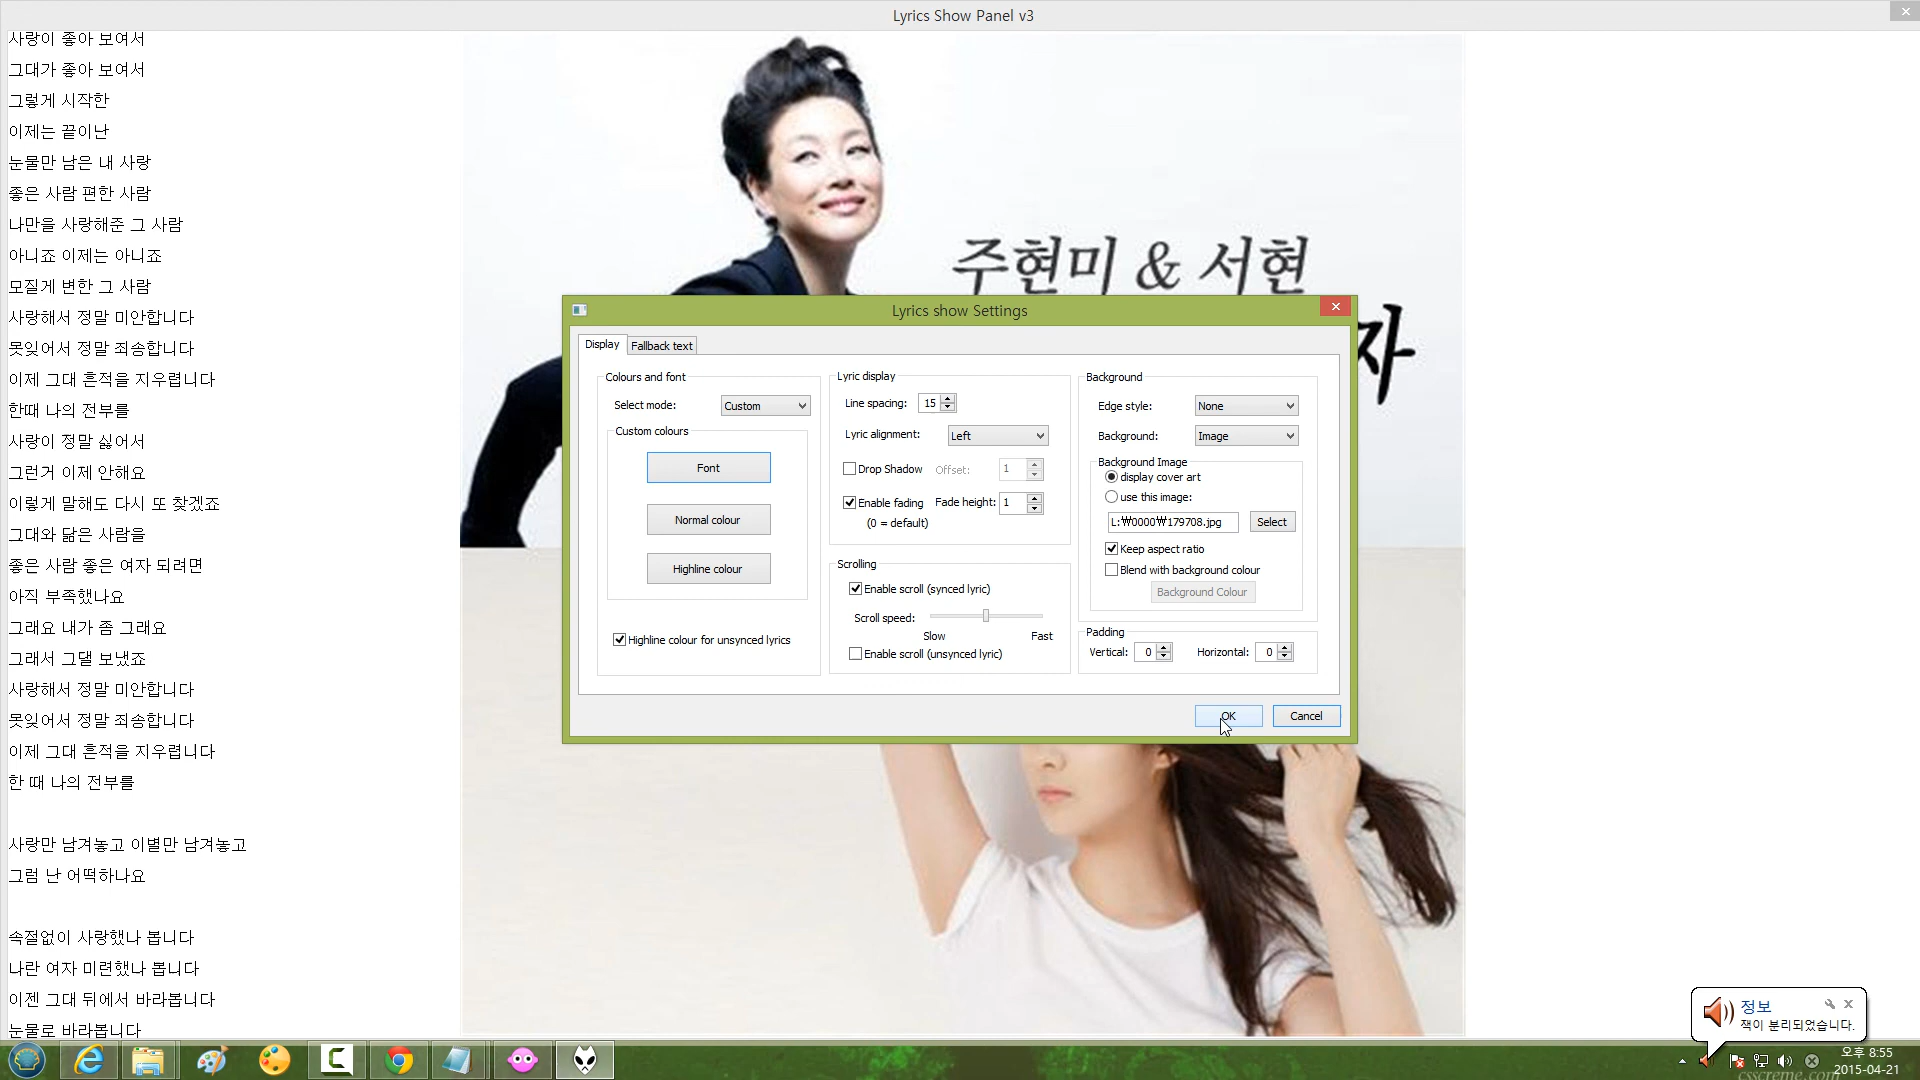 Lyrics Show Panel v3
사랑이 좋아 보여서
그대가 좋아 보여서
그렇게 시작한
이제는 끝이난
눈물만 남은 내 사랑
좋은 사람 편한 사람
나만을 사랑해준 그 사람
아니죠 이제는 아니죠
모질게 변한 그 사람
사랑해서 정말 미안합니다
못잊어서 정말 죄송합니다
이제 그대 흔적을 지우렵니다
한때 나의 전부를
사랑이 정말 싫어서
그런거 이제 안해요
이렇게 말해도 다시 또 찾겠죠
그대와 닮은 사람을
좋은 사람 좋은 여자 되려면
아직 부족했나요
그래요 내가 좀 그래요
그래서 그댈 보냈죠
사랑해서 정말 미안합니다
못잊어서 정말 죄송합니다
이제 그대 흔적을 지우렵니다
한 때 나의 전부를
사랑만 남겨놓고 이별만 남겨놓고
그럼 난 어떡하나요
속절없이 사랑했나 봅니다
나란 여자 미련했나 봅니다
이젠 그대 뒤에서 바라봅니다
눈물로 바라봅니다
주현미 & 서현
자
Lyrics show Settings
Display
Fallback text
Colours and font
Select mode:
Custom
Custom colours
Font
Normal colour
Highline colour
Highline colour for unsynced lyrics
Lyric display
Line spacing: 15
Lyric alignment: Left
Drop Shadow Offset: 1
Enable fading Fade height: 1
(0 = default)
Scrolling
Enable scroll (synced lyric)
Scroll speed:
Slow Fast
Enable scroll (unsynced lyric)
Background
Edge style: None
Background: Image
Background Image
display cover art
use this image:
L:₩0000₩179708.jpg Select
Keep aspect ratio
Blend with background colour
Background Colour
Padding
Vertical: 0 Horizontal: 0
OK Cancel
정보
잭이 분리되었습니다.
오후 8:55
2015-04-21
csscreme.com